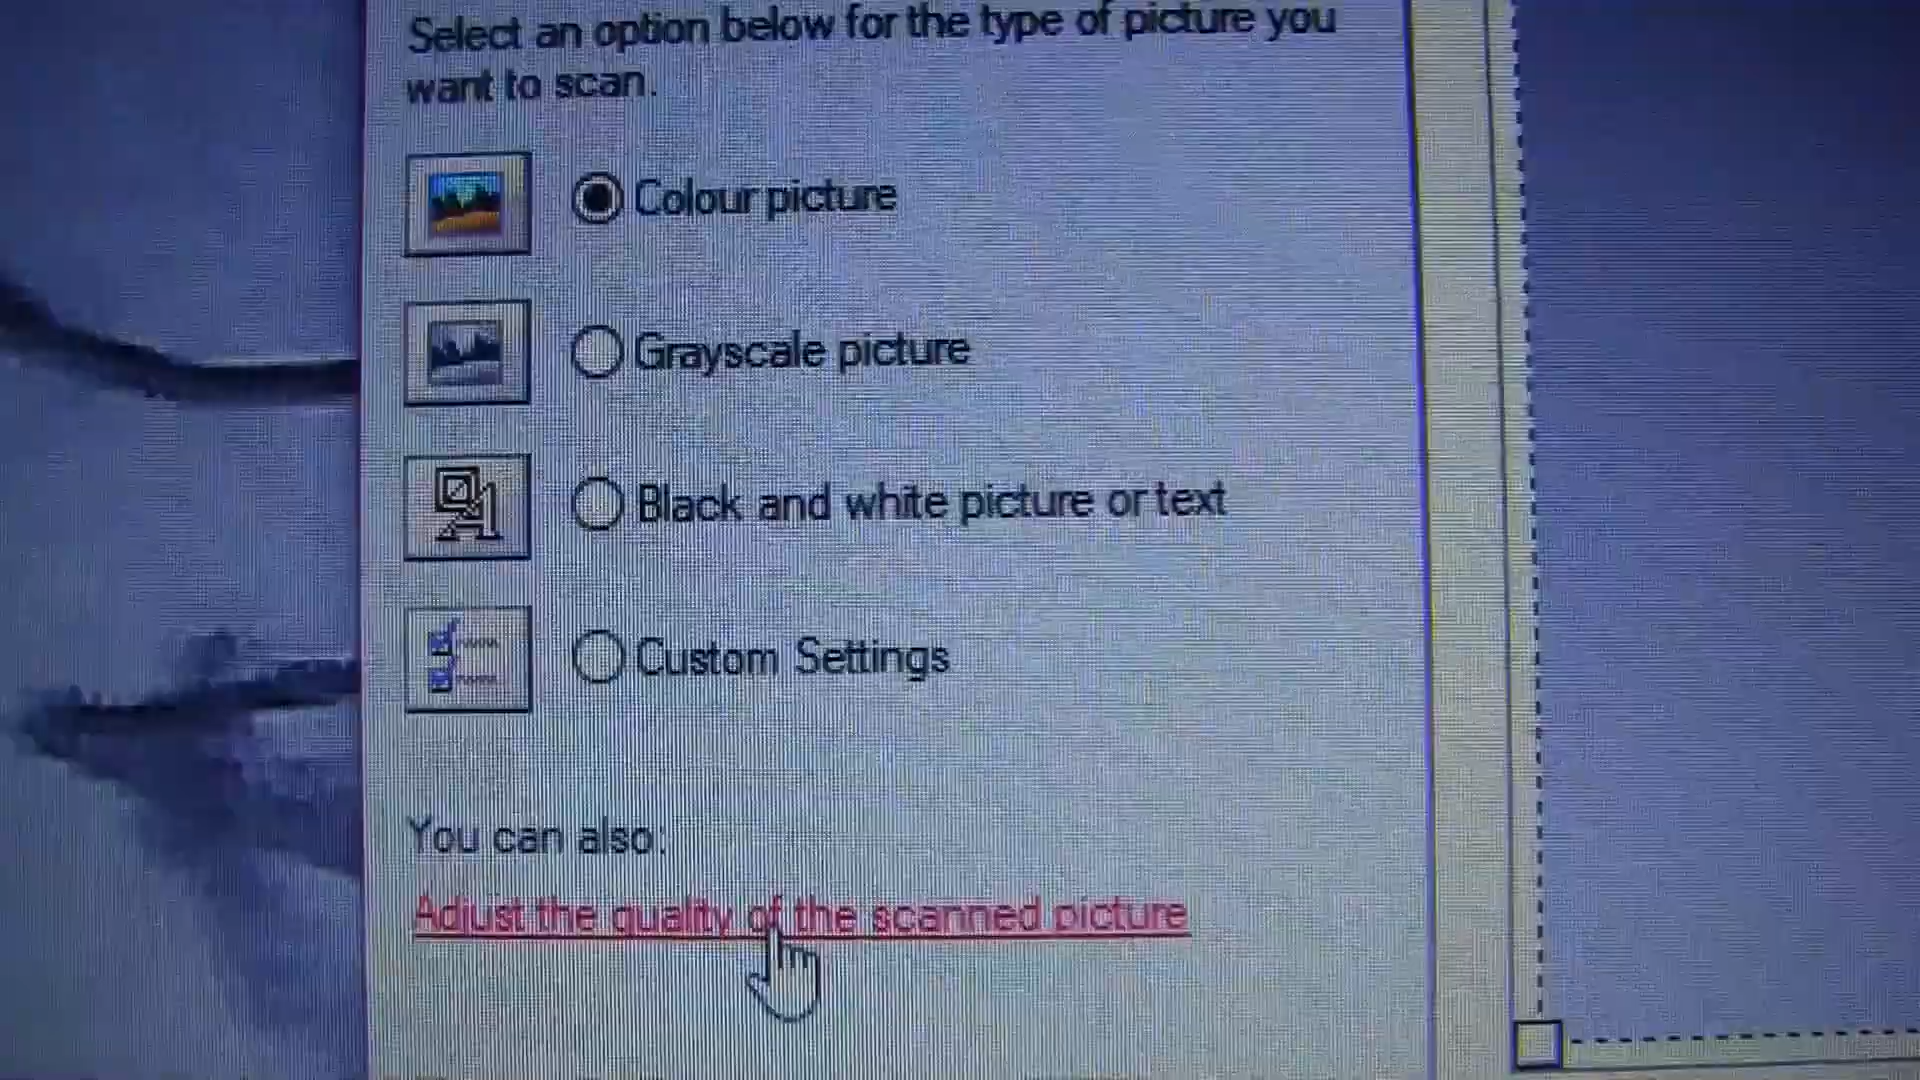 Select an option below for the type of picture you
want to scan.
Colour picture
Grayscale picture
Black and white picture or text
Custom Settings
You can also:
Adjust the quality of the scanned picture